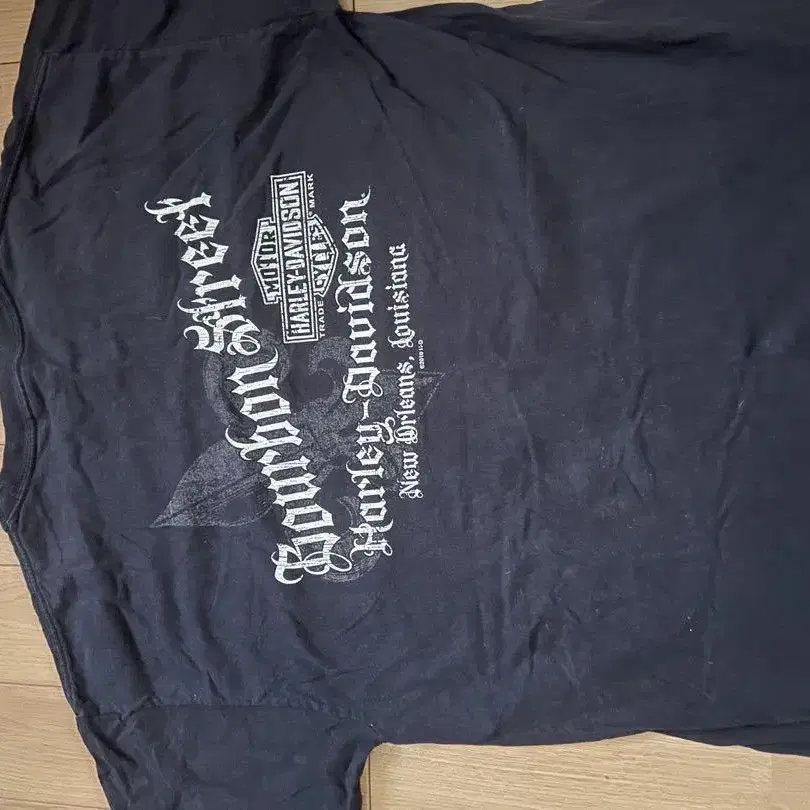 Bourbon Street
MOTOR
HARLEY-DAVIDSON
CYCLES
TRADE MARK
Harley-Davidson
New Orleans, Louisiana